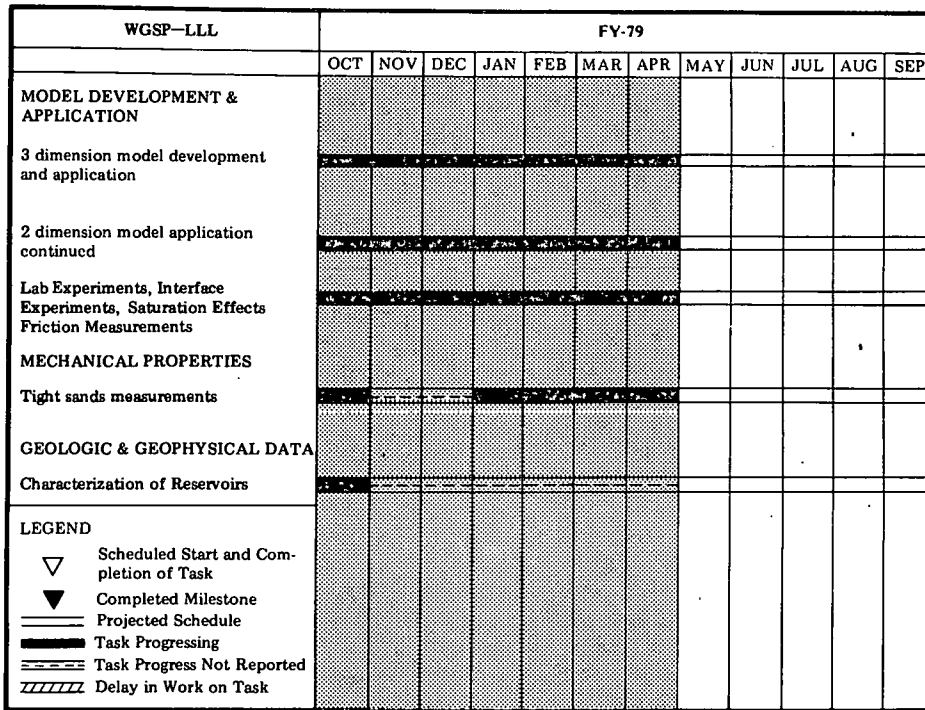 WGSP—LLL
FY-79
OCT NOV DEC JAN FEB MAR APR MAY JUN JUL AUG SEP
MODEL DEVELOPMENT &
APPLICATION
3 dimension model development
and application
2 dimension model application
continucd
Lab Experiments, Interface
Experiments, Saturation Effects
Friction Measurements
MECHANICAL PROPERTIES
Tight sands measurements
GEOLOGIC & GEOPHYSICAL DATA
Characterization of Reservoirs
LEGEND
Scheduled Start and Com-
pletion of Task
Completed Milestone
Projected Schedule
Task Progressing
Task Progress Not Reported
Delay in Work on Task